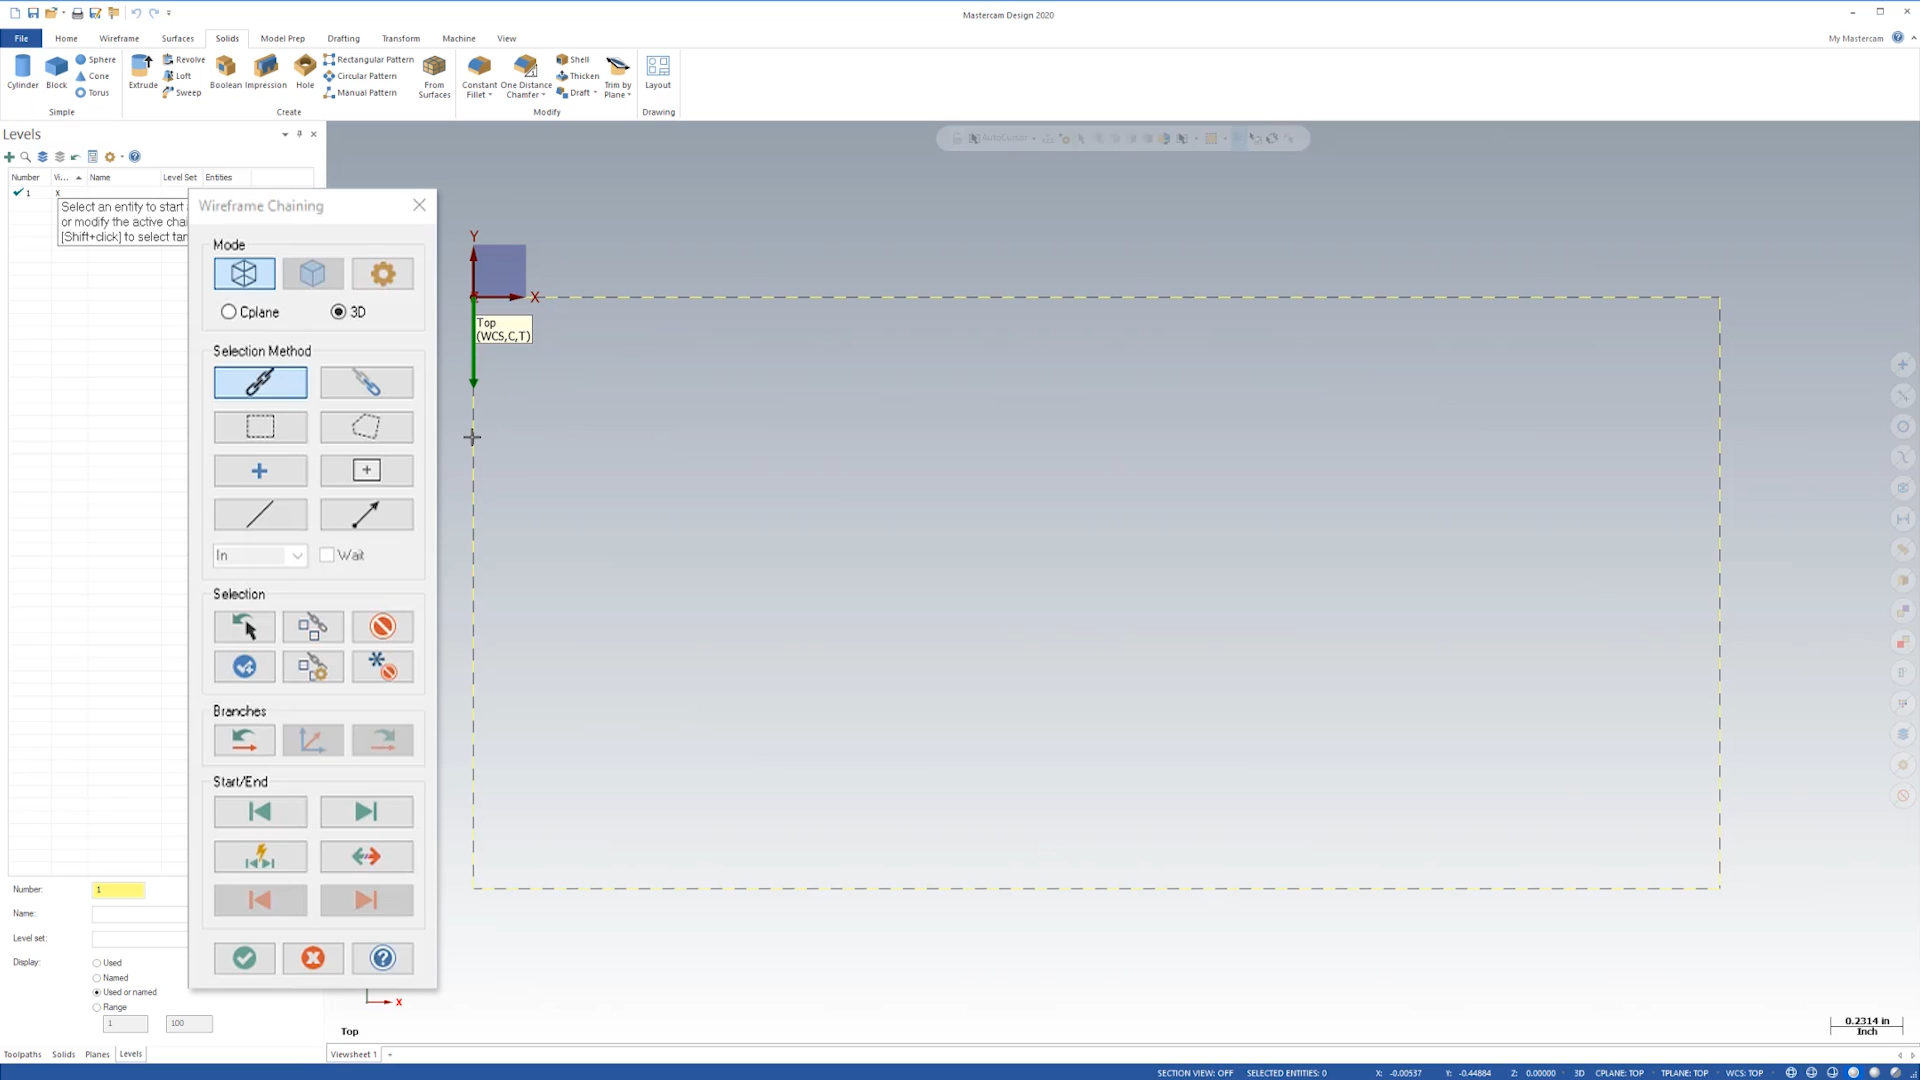 Mastercam Design 2020
File Home Wireframe Surfaces Solids Model Prep Drafting Transform Machine View My Mastercam
Cylinder Block Sphere Cone Torus
Simple
Extrude Revolve Loft Sweep Boolean Impression Hole Rectangular Pattern Circular Pattern Manual Pattern From Surfaces
Create
Constant Fillet One Distance Chamfer Shell Thicken Draft Trim by Plane
Modify
Layout
Drawing
Levels
Number Vi... Name Level Set Entities
1 X
Select an entity to start
or modify the active chai
[Shift+click] to select tan
Wireframe Chaining
Mode
Cplane 3D
Selection Method
In Wait
Selection
Branches
Start/End
AutoCursor
Y
X
Top
(WCS,C,T)
Number: 1
Name:
Level set:
Display: Used
Named
Used or named
Range
1 100
X
Top
0.2314 in
Inch
Toolpaths Solids Planes Levels
Viewsheet 1 +
SECTION VIEW: OFF SELECTED ENTITIES: 0 X: -0.00537 Y: -0.44884 Z: 0.00000 3D CPLANE: TOP TPLANE: TOP WCS: TOP